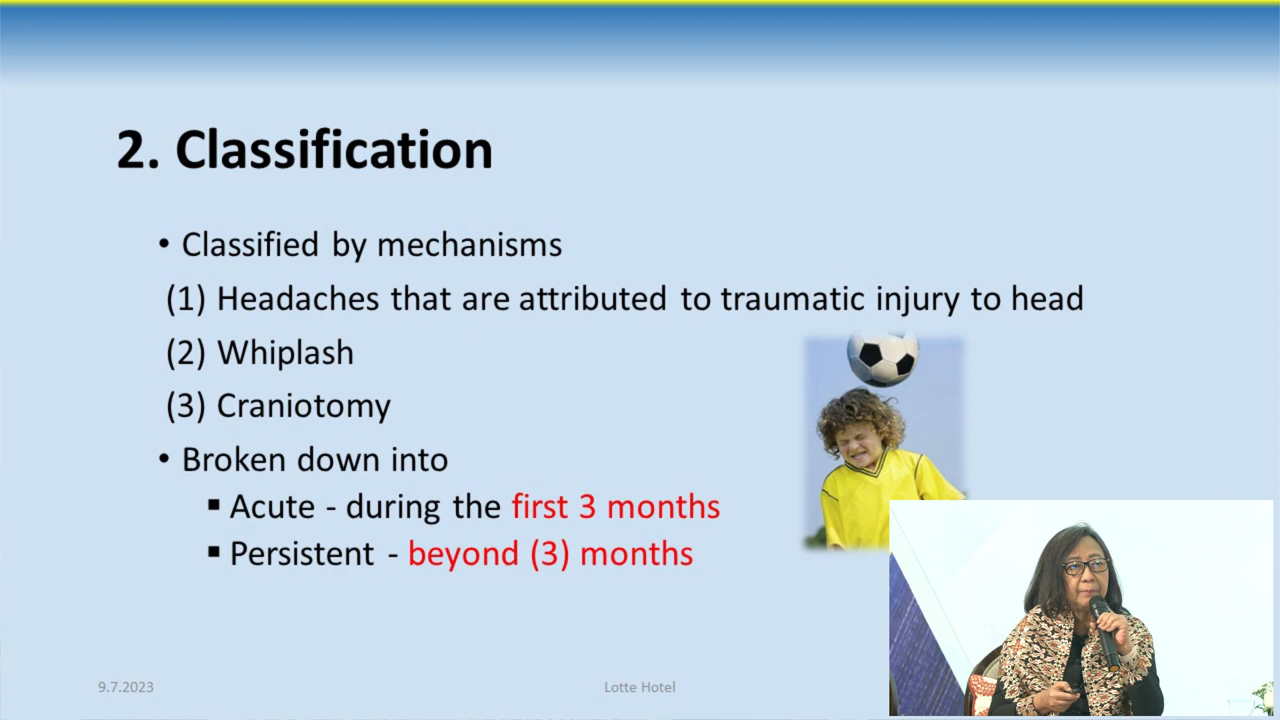 2. Classification
• Classified by mechanisms
(1) Headaches that are attributed to traumatic injury to head
(2) Whiplash
(3) Craniotomy
• Broken down into
▪ Acute - during the first 3 months
▪ Persistent - beyond (3) months
9.7.2023
Lotte Hotel